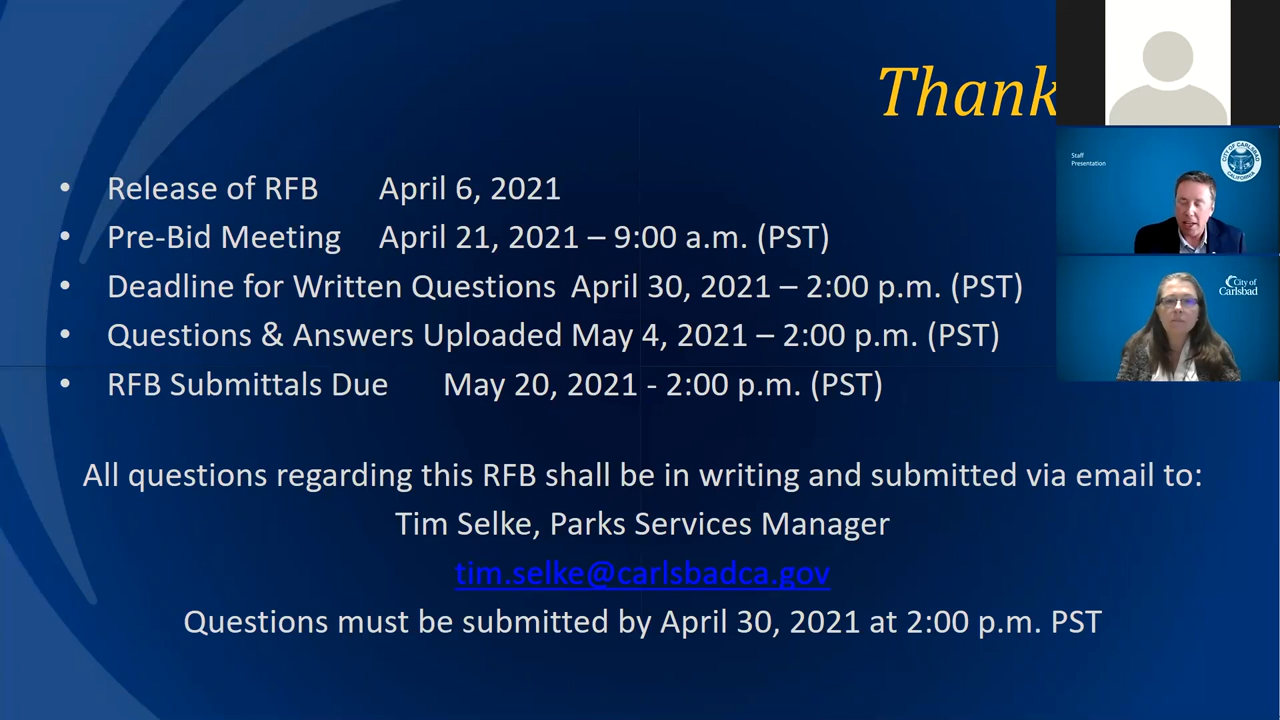 Thank
• Release of RFB April 6, 2021
• Pre-Bid Meeting April 21, 2021 – 9:00 a.m. (PST)
• Deadline for Written Questions April 30, 2021 – 2:00 p.m. (PST)
• Questions & Answers Uploaded May 4, 2021 – 2:00 p.m. (PST)
• RFB Submittals Due May 20, 2021 - 2:00 p.m. (PST)
All questions regarding this RFB shall be in writing and submitted via email to:
Tim Selke, Parks Services Manager
tim.selke@carlsbadca.gov
Questions must be submitted by April 30, 2021 at 2:00 p.m. PST
Staff
Presentation
CITY OF CARLSBAD
CALIFORNIA
City of
Carlsbad